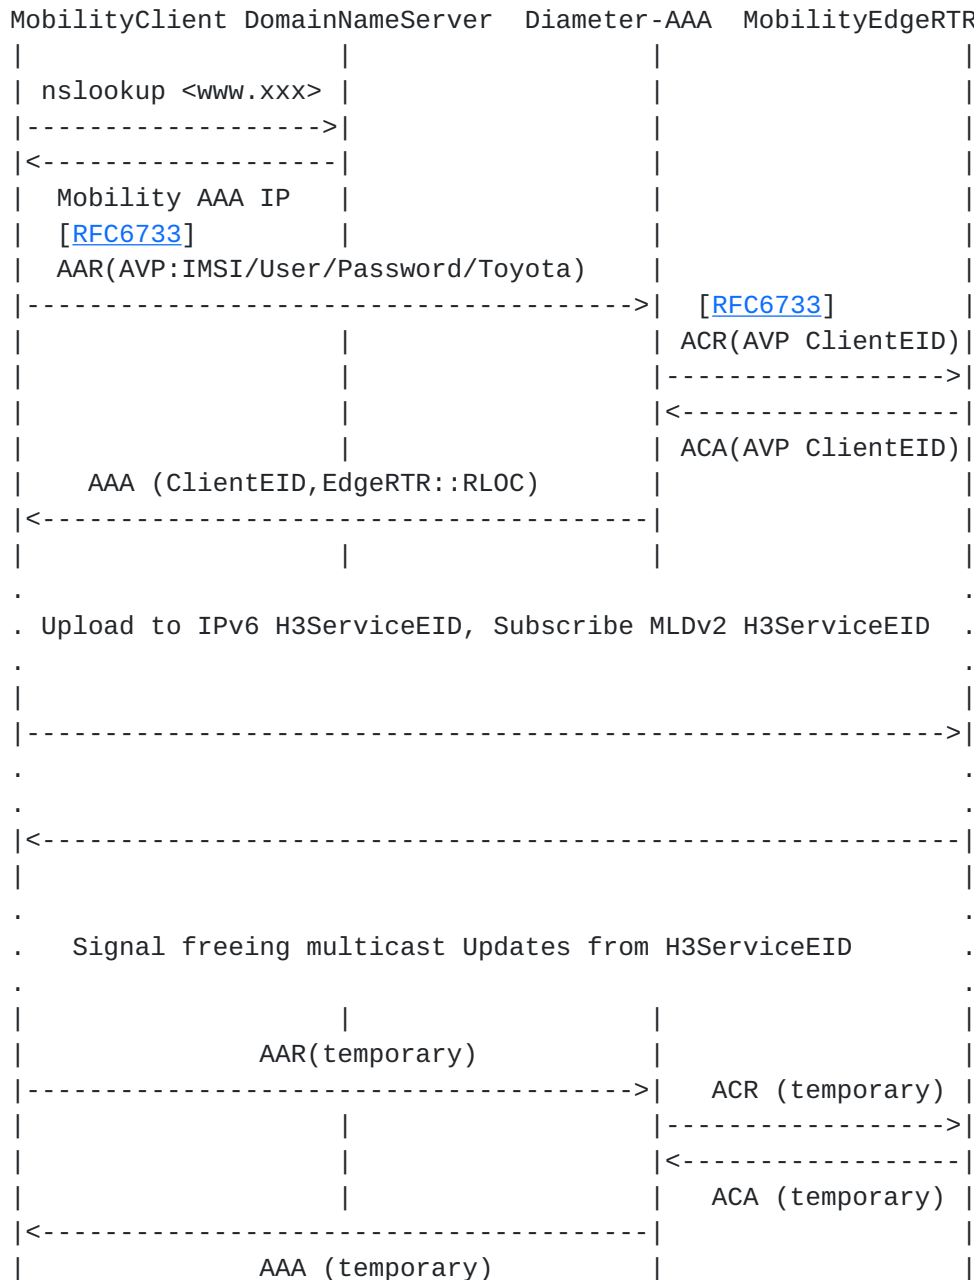 MobilityClient DomainNameServer  Diameter-AAA  MobilityEdgeRTR
|                    |                   |                   |
| nslookup <www.xxx> |                   |                   |
|------------------->|                   |                   |
|<-------------------|                   |                   |
|  Mobility AAA IP   |                   |                   |
|  [RFC6733]         |                   |                   |
|  AAR(AVP:IMSI/User/Password/Toyota)    |                   |
|--------------------------------------->|  [RFC6733]        |
|                    |                   | ACR(AVP ClientEID)|
|                    |                   |------------------>|
|                    |                   |<------------------|
|                    |                   | ACA(AVP ClientEID)|
|    AAA (ClientEID,EdgeRTR::RLOC)       |                   |
|<---------------------------------------|                   |
|                    |                   |                   |
.                                                            .
. Upload to IPv6 H3ServiceEID, Subscribe MLDv2 H3ServiceEID  .
.                                                            .
|                                                            |
|----------------------------------------------------------->|
.                                                            .
.                                                            .
|<-----------------------------------------------------------|
|                                                            |
.                                                            .
.   Signal freeing multicast Updates from H3ServiceEID       .
.                                                            .
|                    |                   |                   |
|               AAR(temporary)           |                   |
|--------------------------------------->|   ACR (temporary) |
|                    |                   |------------------>|
|                    |                   |<------------------|
|                    |                   |   ACA (temporary) |
|<---------------------------------------|                   |
|               AAA (temporary)          |                   |